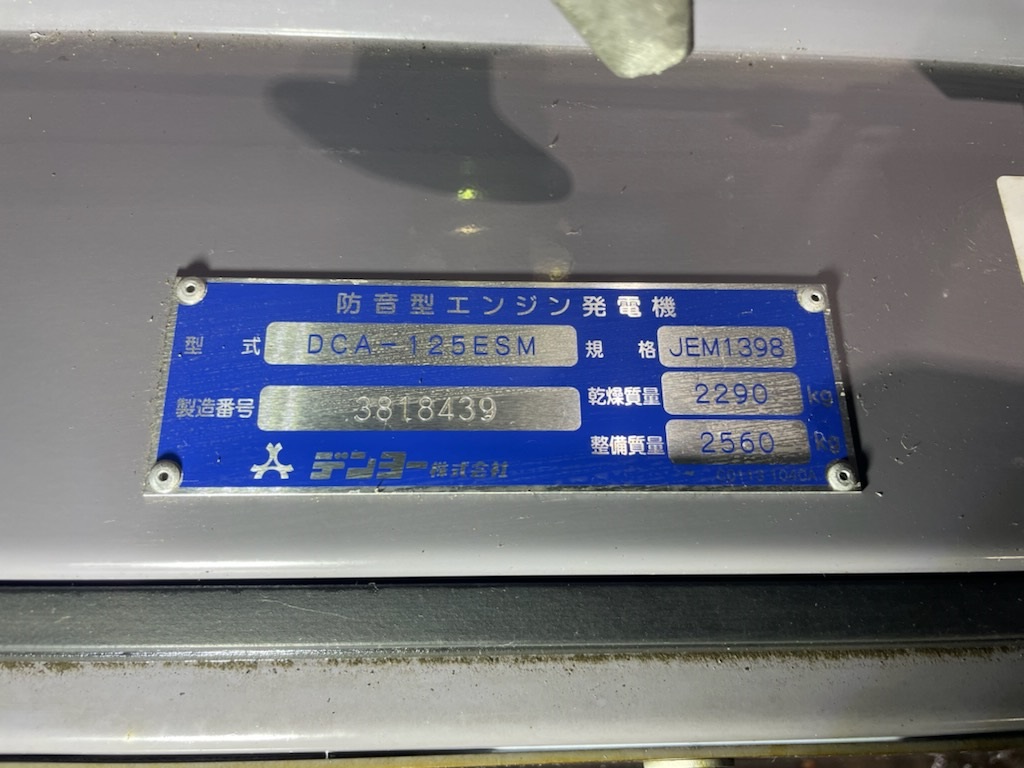 防音型エンジン発電機
型式 DCA-125ESM 規格 JEM1398
製造番号 3818439 乾燥質量 2290 kg
整備質量 2560 kg
デンヨー株式会社